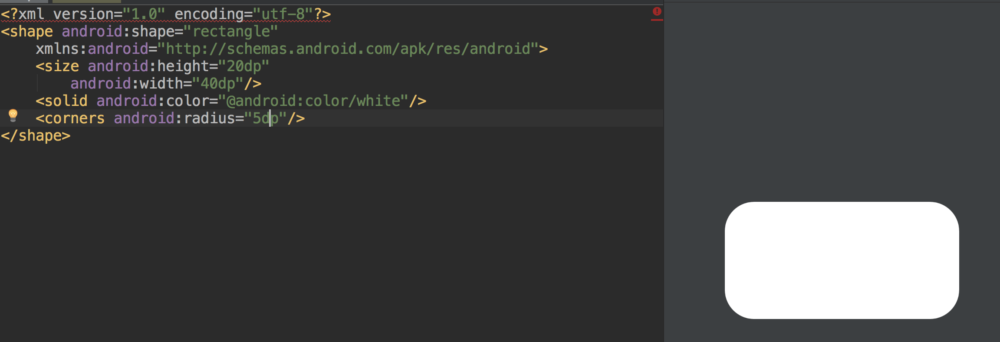 <?xml version="1.0" encoding="utf-8"?>
<shape android:shape="rectangle"
    xmlns:android="http://schemas.android.com/apk/res/android">
    <size android:height="20dp"
        android:width="40dp"/>
    <solid android:color="@android:color/white"/>
    <corners android:radius="5dp"/>
</shape>